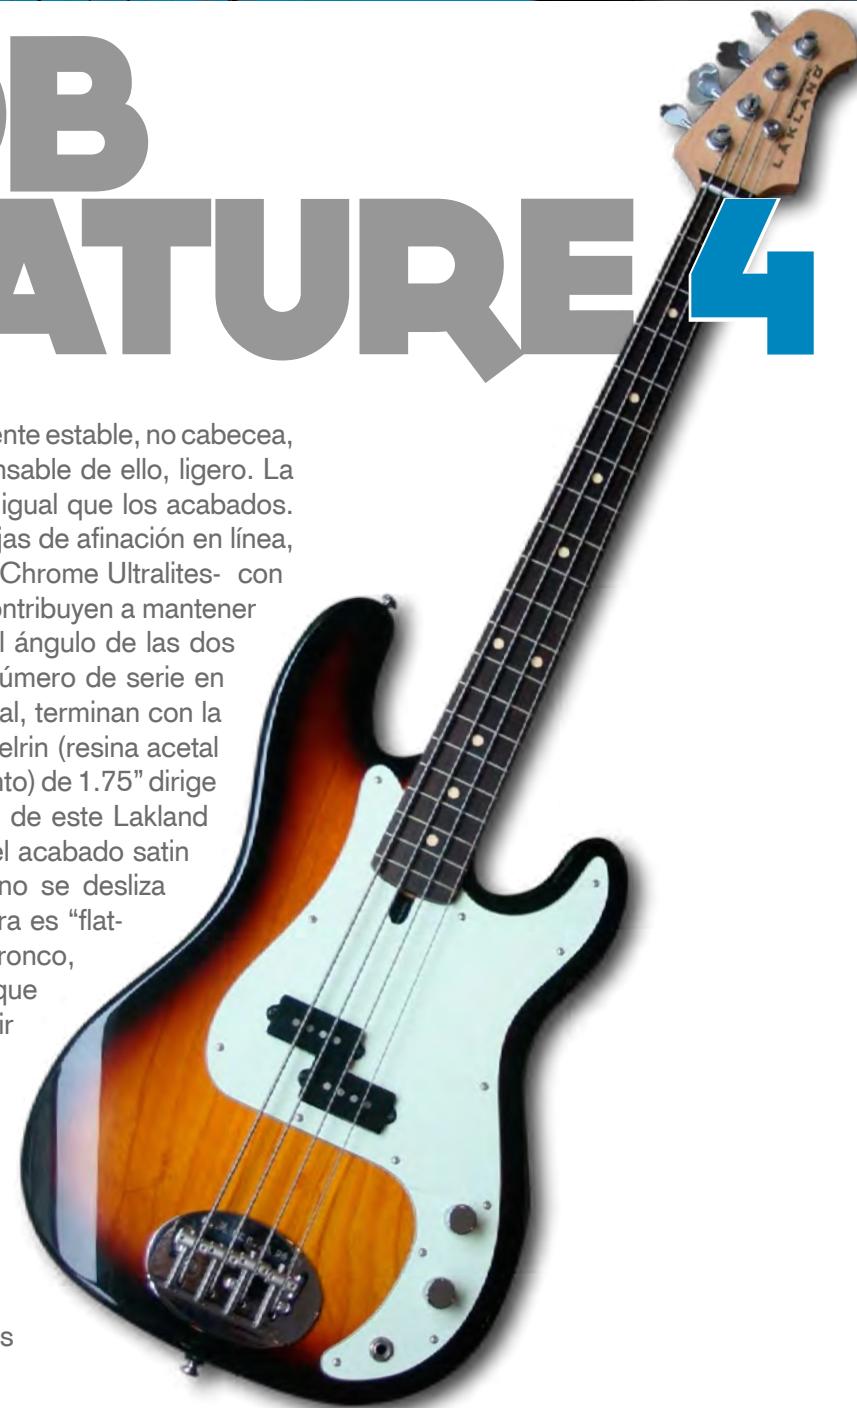 OB
ATURE 4
ente estable, no cabecea,
nsable de ello, ligero. La
igual que los acabados.
jas de afinación en línea,
Chrome Ultralites- con
ontribuyen a mantener
l ángulo de las dos
úmero de serie en
al, terminan con la
elrin (resina acetal
nto) de 1.75” dirige
de este Lakland
el acabado satin
no se desliza
ra es “flat-
ronco,
que
ir
s
LAKLAND